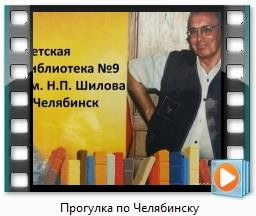 етская
иблиотека №9
м. Н.П. Шилова
Челябинск
Прогулка по Челябинску